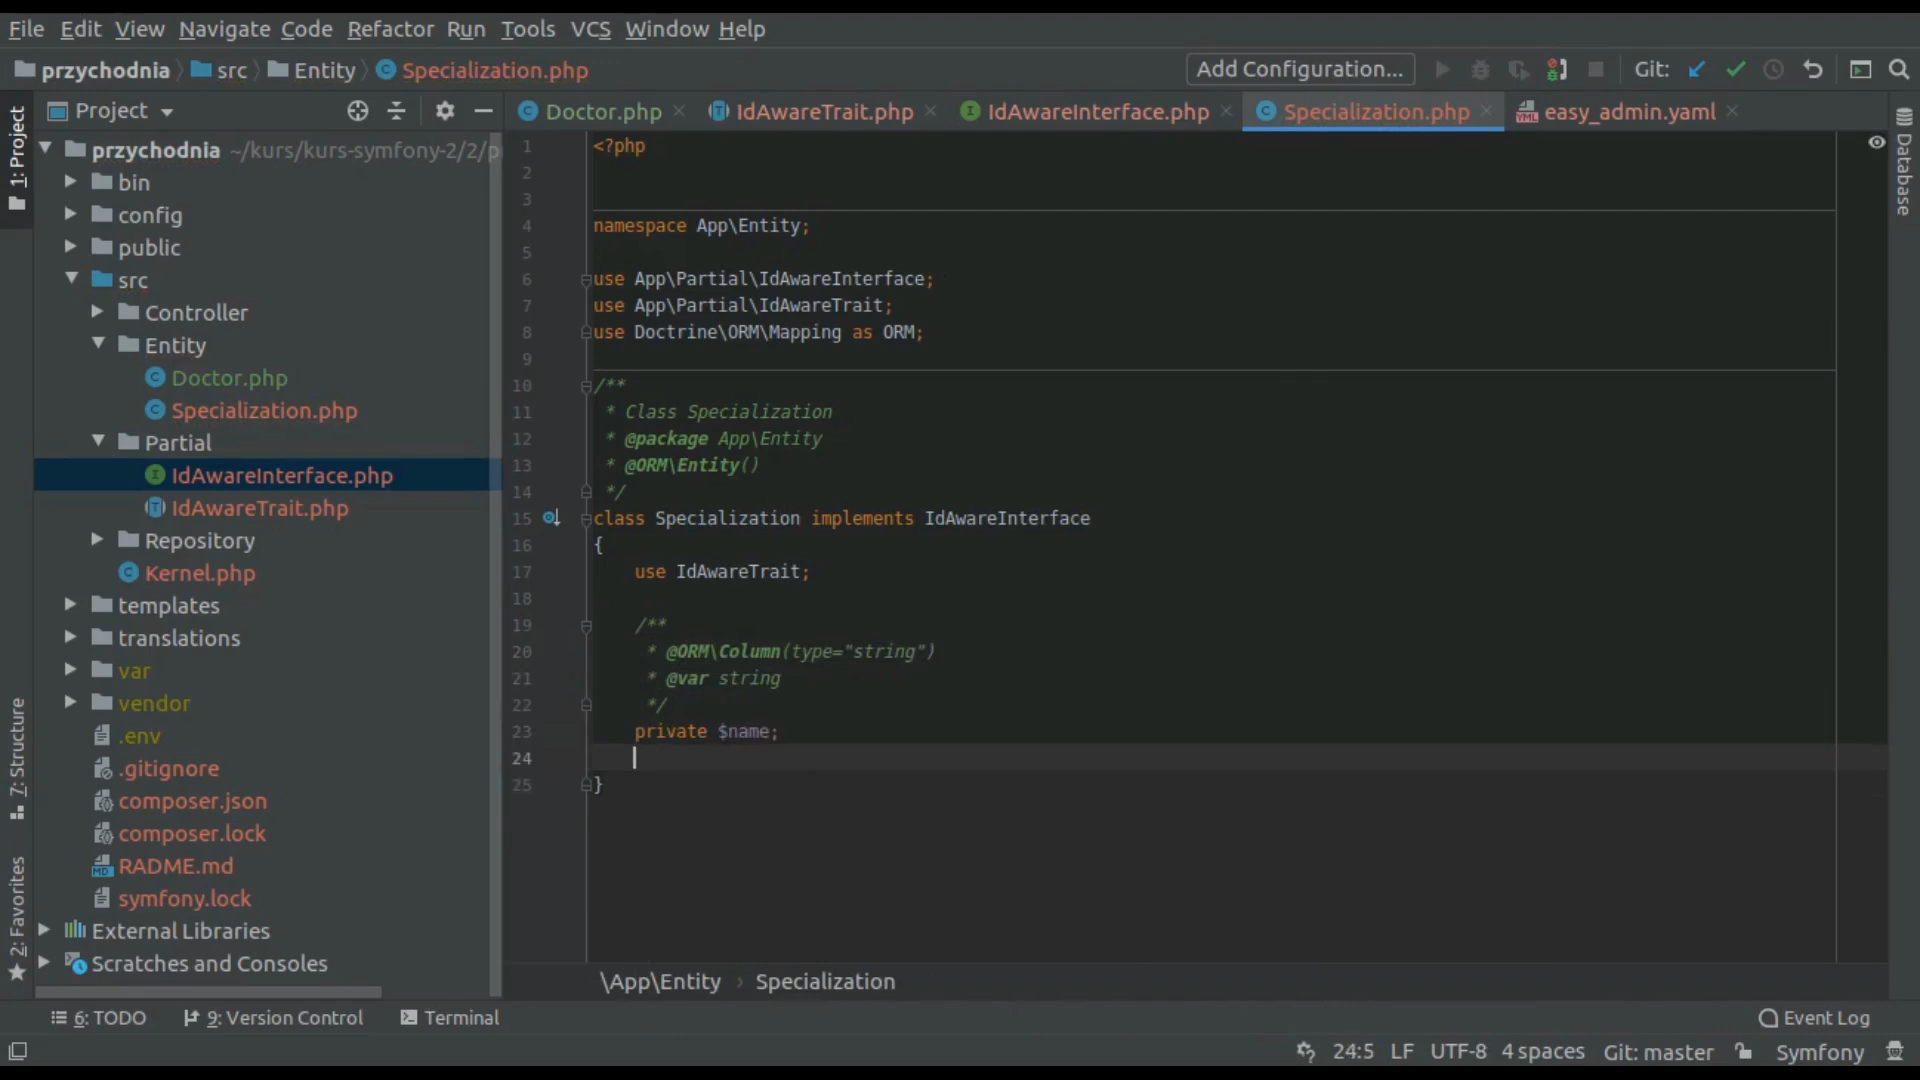 File Edit View Navigate Code Refactor Run Tools VCS Window Help
przychodnia src Entity Specialization.php Add Configuration... Git:
1: Project
Project
Doctor.php IdAwareTrait.php IdAwareInterface.php Specialization.php easy_admin.yaml
Database
przychodnia ~/kurs/kurs-symfony-2/2/p
bin
config
public
src
Controller
Entity
Doctor.php
Specialization.php
Partial
IdAwareInterface.php
IdAwareTrait.php
Repository
Kernel.php
templates
translations
var
vendor
.env
.gitignore
composer.json
composer.lock
RADME.md
symfony.lock
External Libraries
Scratches and Consoles
7: Structure
2: Favorites
1 <?php
2
3
4 namespace App\Entity;
5
6 use App\Partial\IdAwareInterface;
7 use App\Partial\IdAwareTrait;
8 use Doctrine\ORM\Mapping as ORM;
9
10 /**
11 * Class Specialization
12 * @package App\Entity
13 * @ORM\Entity()
14 */
15 class Specialization implements IdAwareInterface
16 {
17 use IdAwareTrait;
18
19 /**
20 * @ORM\Column(type="string")
21 * @var string
22 */
23 private $name;
24
25 }
\App\Entity › Specialization
6: TODO 9: Version Control Terminal Event Log
24:5 LF UTF-8 4 spaces Git: master Symfony